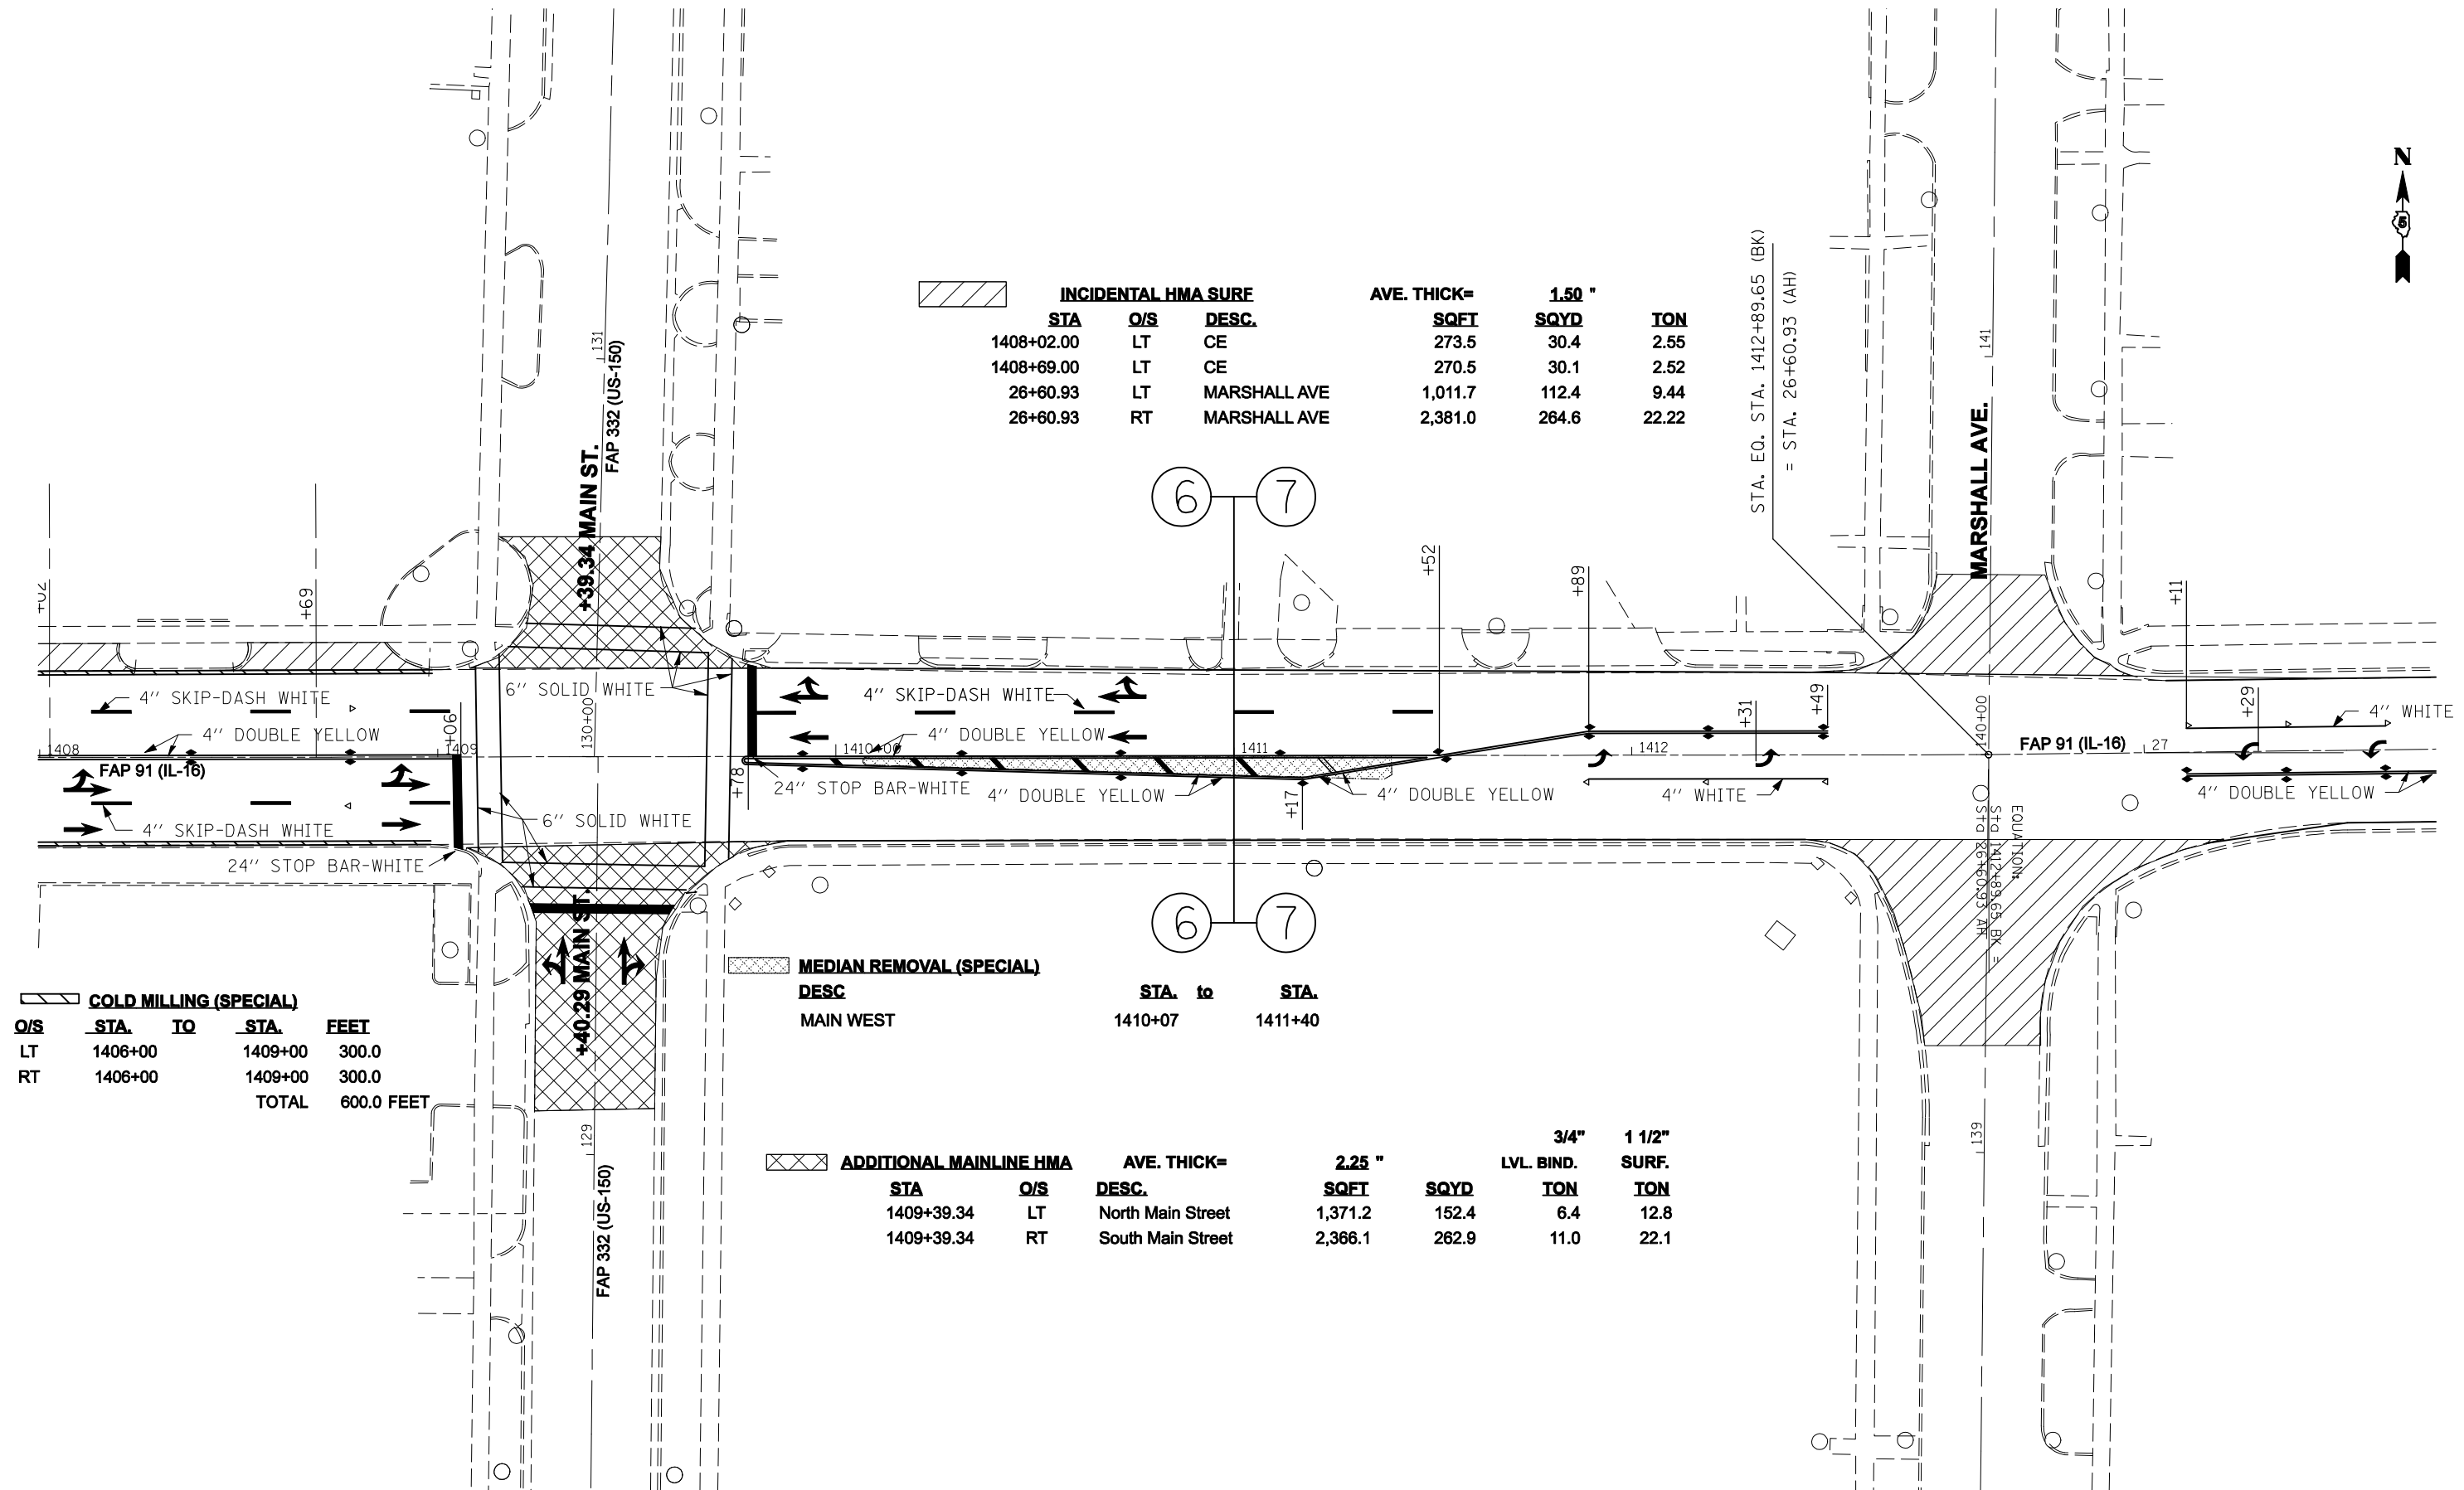 N
5
INCIDENTAL HMA SURF AVE. THICK= 1.50 "
STA O/S DESC. SQFT SQYD TON
1408+02.00 LT CE 273.5 30.4 2.55
1408+69.00 LT CE 270.5 30.1 2.52
26+60.93 LT MARSHALL AVE 1,011.7 112.4 9.44
26+60.93 RT MARSHALL AVE 2,381.0 264.6 22.22
STA. EQ. STA. 1412+89.65 (BK)
= STA. 26+60.93 (AH)
131
FAP 332 (US-150)
+39.34 MAIN ST.
141
MARSHALL AVE.
6 7
+69
+52
+89
+11
6'' SOLID WHITE
4'' SKIP-DASH WHITE
4'' SKIP-DASH WHITE
+06
130+00
+31
+49
140+00
+29
4'' WHITE
4'' DOUBLE YELLOW
4'' DOUBLE YELLOW
1408
1409
1410+00
1411
1412
27
FAP 91 (IL-16)
FAP 91 (IL-16)
+78
24'' STOP BAR-WHITE
4'' DOUBLE YELLOW
+17
4'' DOUBLE YELLOW
4'' WHITE
4'' DOUBLE YELLOW
4'' SKIP-DASH WHITE
6'' SOLID WHITE
24'' STOP BAR-WHITE
EQUATION:
Sta 1412+89.65 BK =
Sta 26+60.93 AH
+40.29 MAIN ST.
6 7
MEDIAN REMOVAL (SPECIAL)
DESC STA. to STA.
MAIN WEST 1410+07 1411+40
COLD MILLING (SPECIAL)
O/S STA. TO STA. FEET
LT 1406+00 1409+00 300.0
RT 1406+00 1409+00 300.0
TOTAL 600.0 FEET
129
FAP 332 (US-150)
139
3/4" 1 1/2"
ADDITIONAL MAINLINE HMA AVE. THICK= 2.25 " LVL. BIND. SURF.
STA O/S DESC. SQFT SQYD TON TON
1409+39.34 LT North Main Street 1,371.2 152.4 6.4 12.8
1409+39.34 RT South Main Street 2,366.1 262.9 11.0 22.1